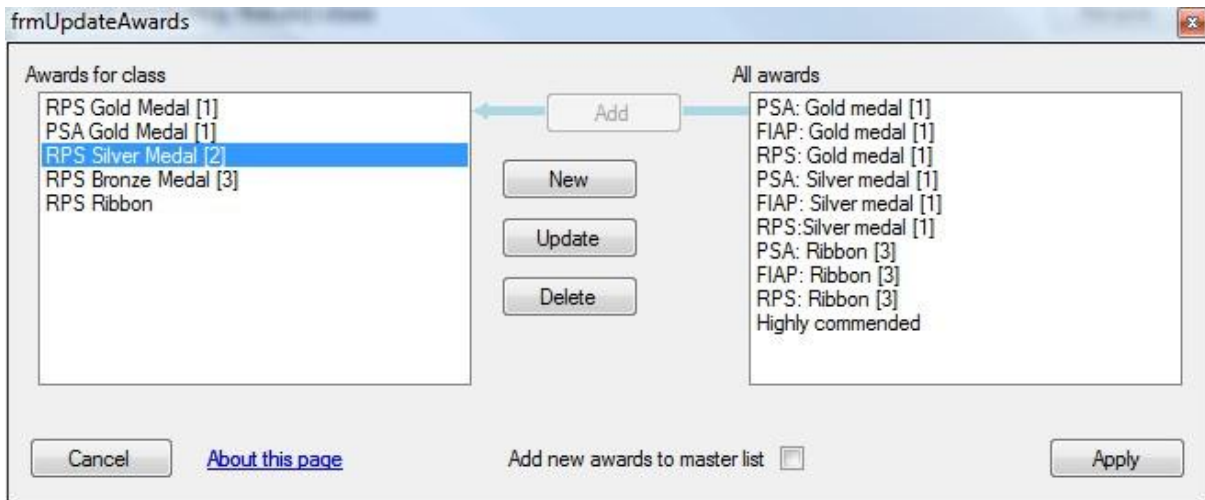 frmUpdateAwards
Awards for class
RPS Gold Medal [1]
PSA Gold Medal [1]
RPS Silver Medal [2]
RPS Bronze Medal [3]
RPS Ribbon
Add
New
Update
Delete
All awards
PSA: Gold medal [1]
FIAP: Gold medal [1]
RPS: Gold medal [1]
PSA: Silver medal [1]
FIAP: Silver medal [1]
RPS:Silver medal [1]
PSA: Ribbon [3]
FIAP: Ribbon [3]
RPS: Ribbon [3]
Highly commended
Cancel
About this page
Add new awards to master list
Apply